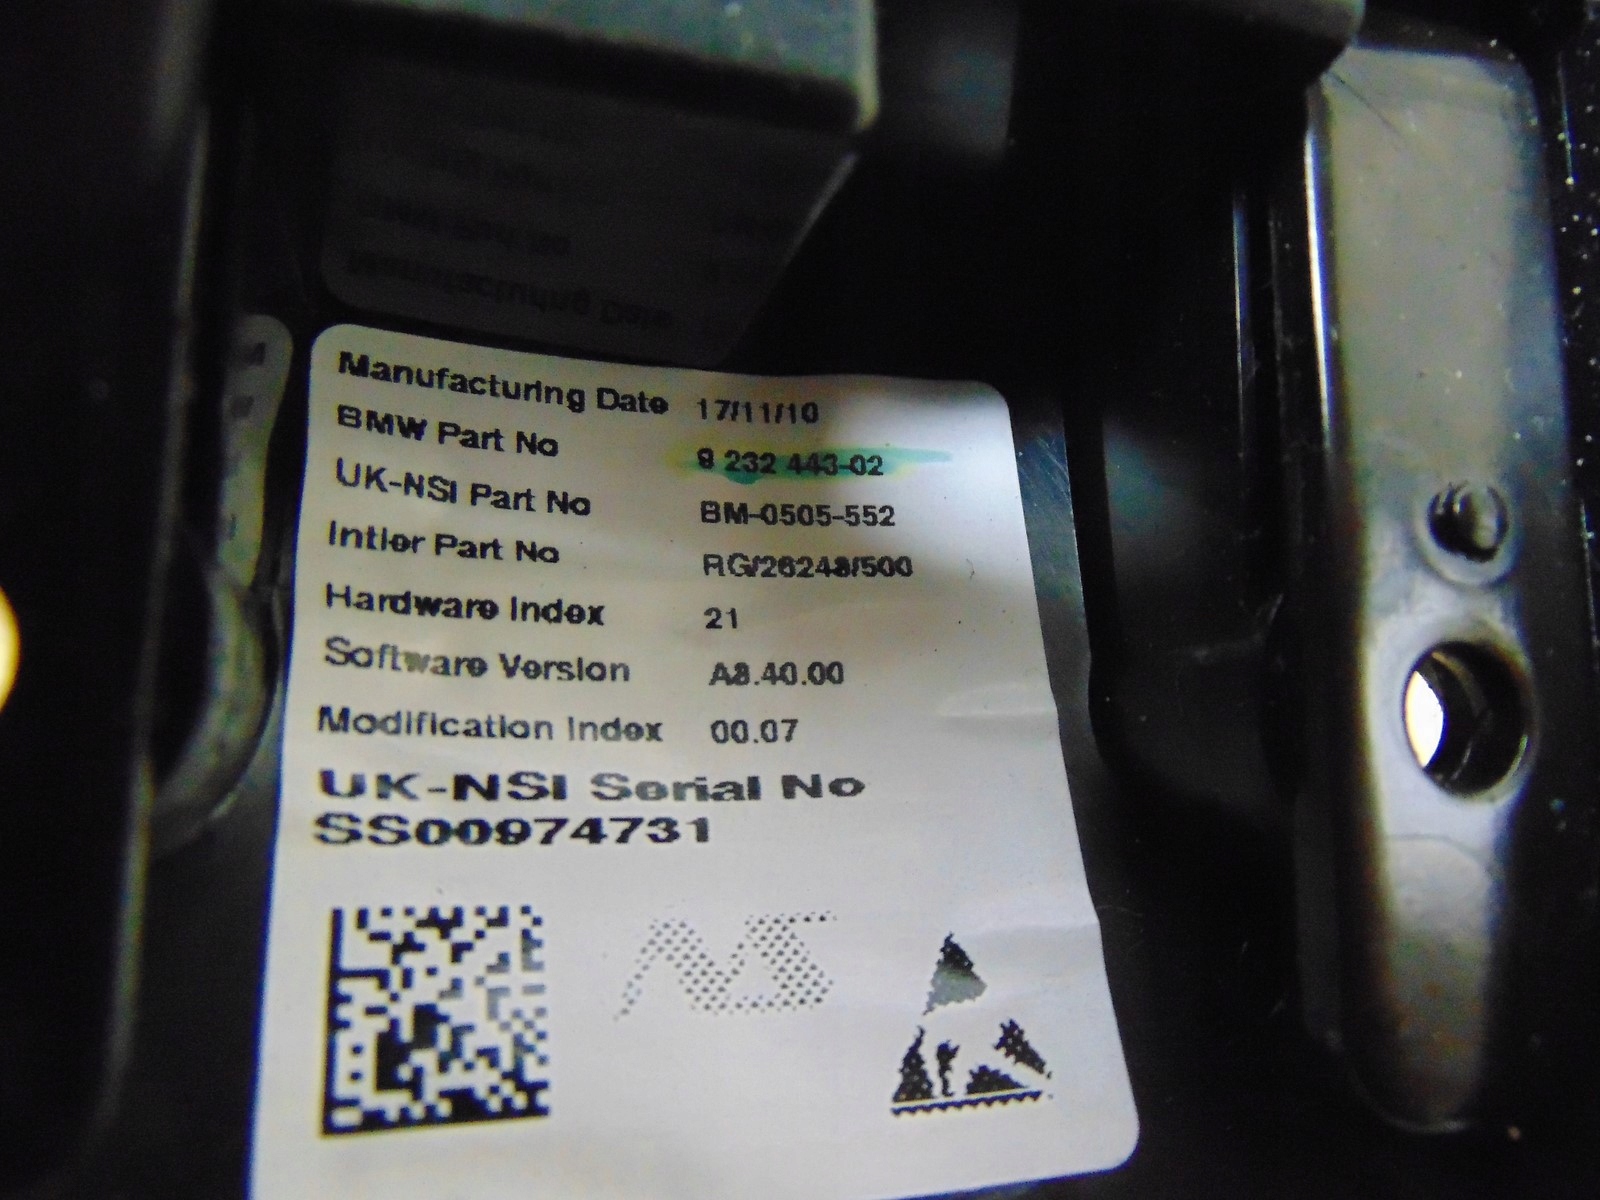 Manufacturing Date 17/11/10
BMW Part No 9 232 443-02
UK-NSI Part No BM-0505-552
Intier Part No RG/26248/500
Hardware Index 21
Software Version A8.40.00
Modification Index 00.07
UK-NSI Serial No
SS00974731
NS